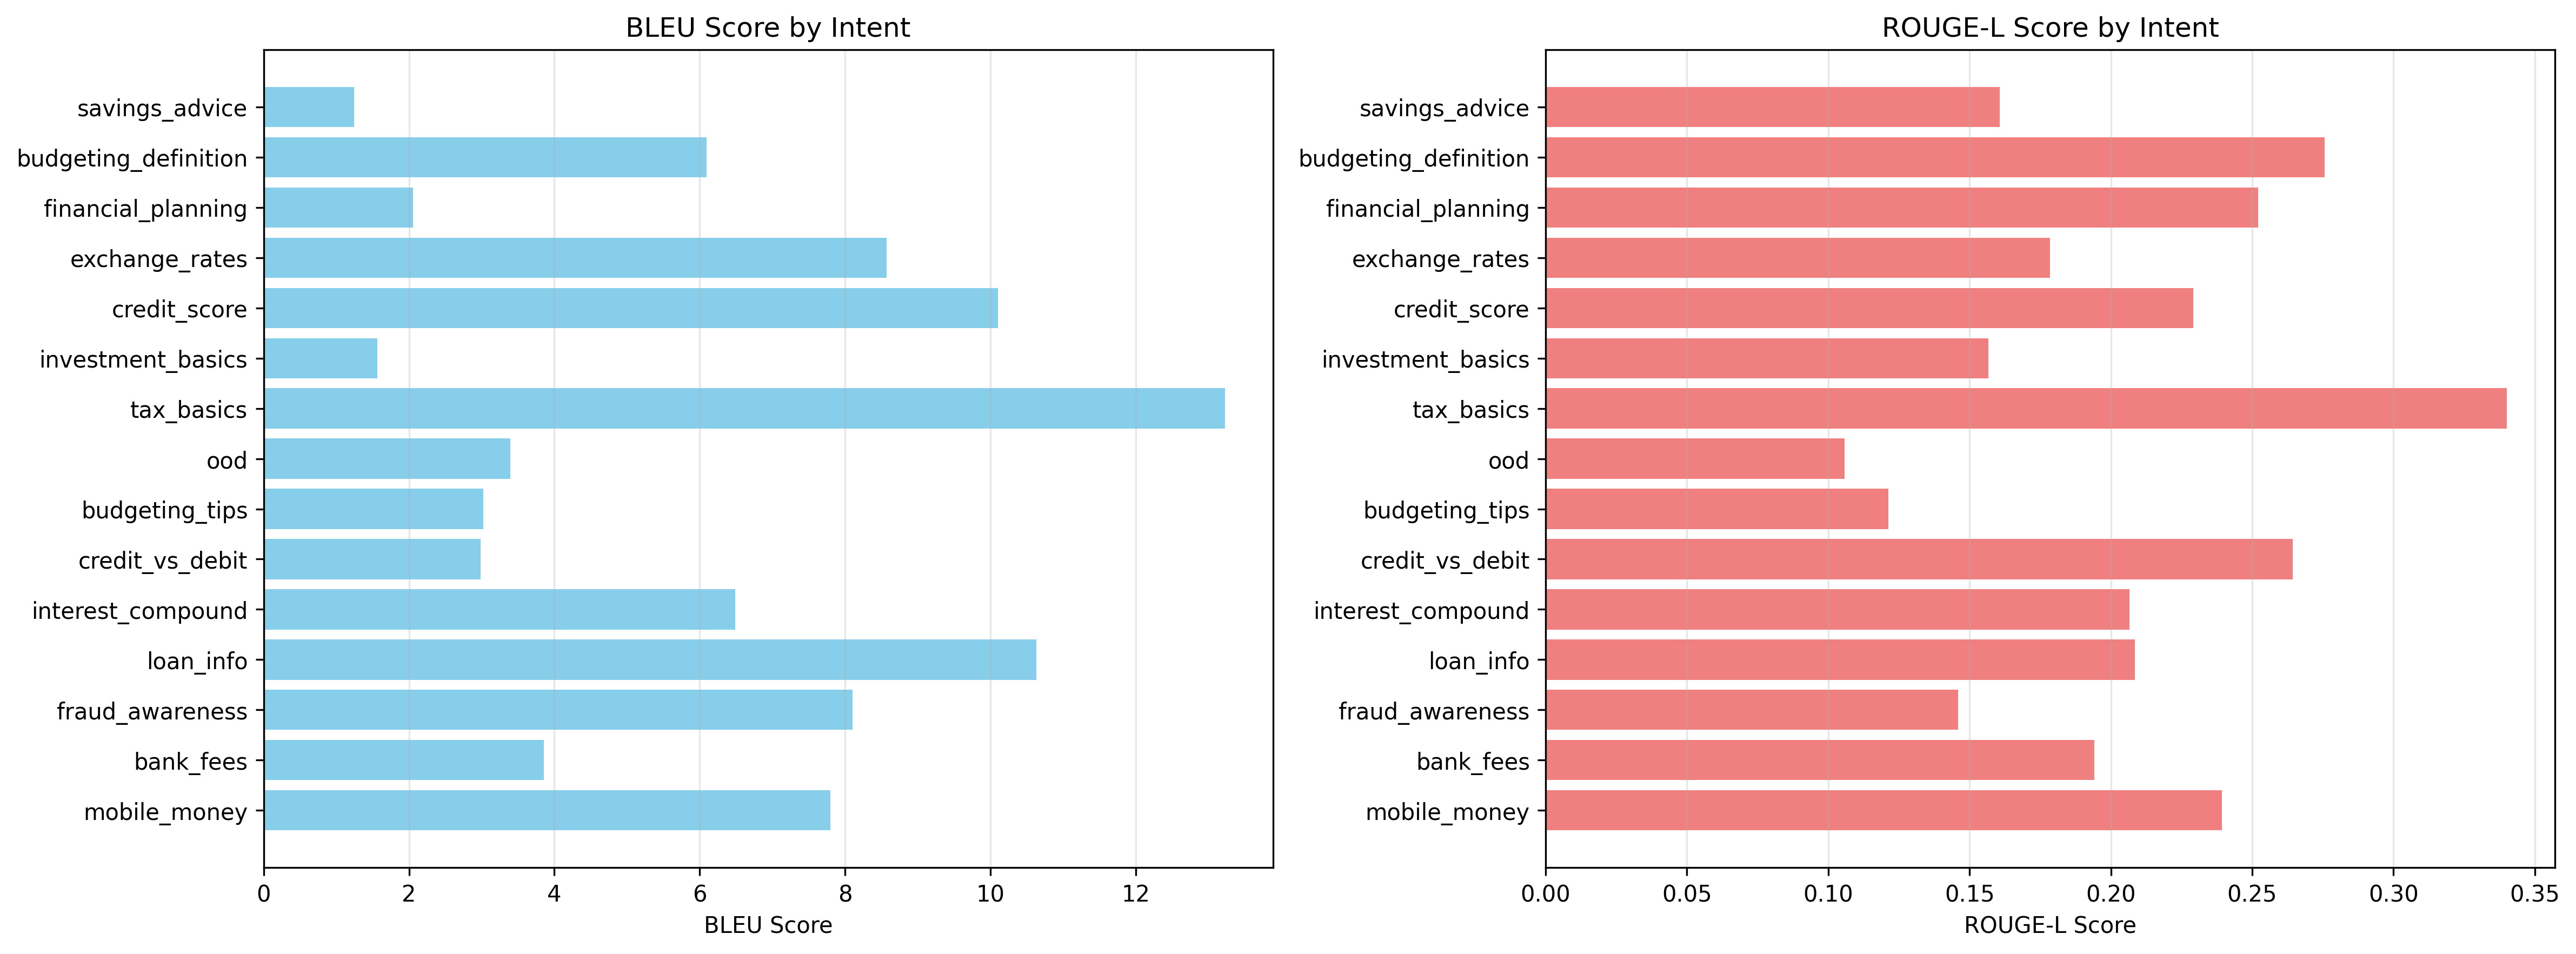 BLEU Score by Intent
savings_advice
budgeting_definition
financial_planning
exchange_rates
credit_score
investment_basics
tax_basics
ood
budgeting_tips
credit_vs_debit
interest_compound
loan_info
fraud_awareness
bank_fees
mobile_money
0 2 4 6 8 10 12
BLEU Score
ROUGE-L Score by Intent
savings_advice
budgeting_definition
financial_planning
exchange_rates
credit_score
investment_basics
tax_basics
ood
budgeting_tips
credit_vs_debit
interest_compound
loan_info
fraud_awareness
bank_fees
mobile_money
0.00 0.05 0.10 0.15 0.20 0.25 0.30 0.35
ROUGE-L Score